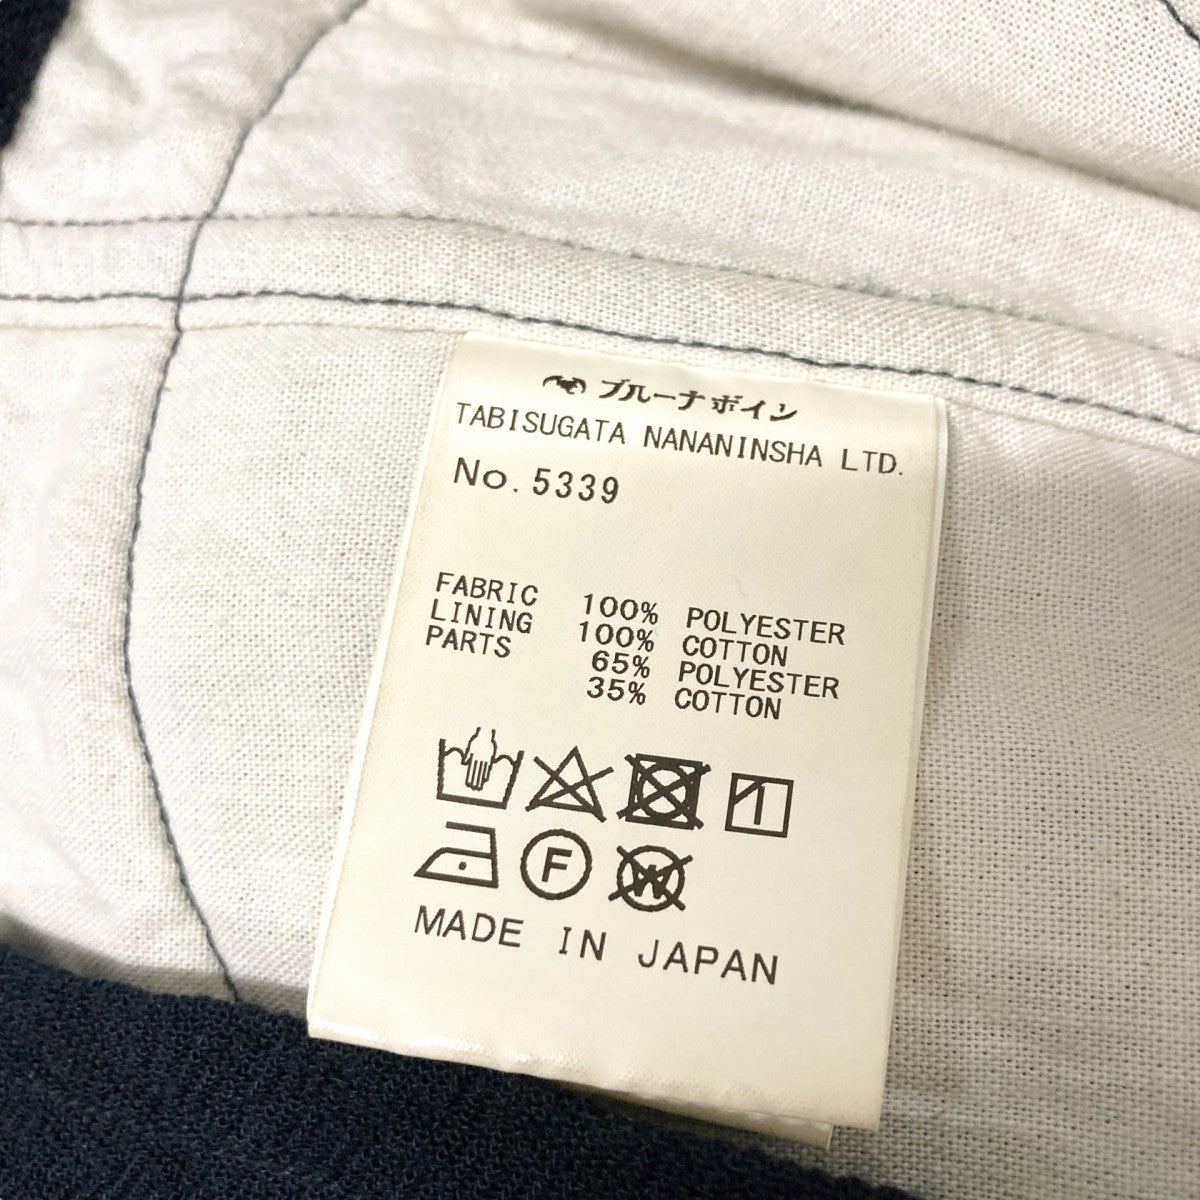 ブルーナボイン
TABISUGATA NANANINSHA LTD.
No. 5339
FABRIC 100% POLYESTER
LINING 100% COTTON
PARTS 65% POLYESTER
35% COTTON
F W
MADE IN JAPAN